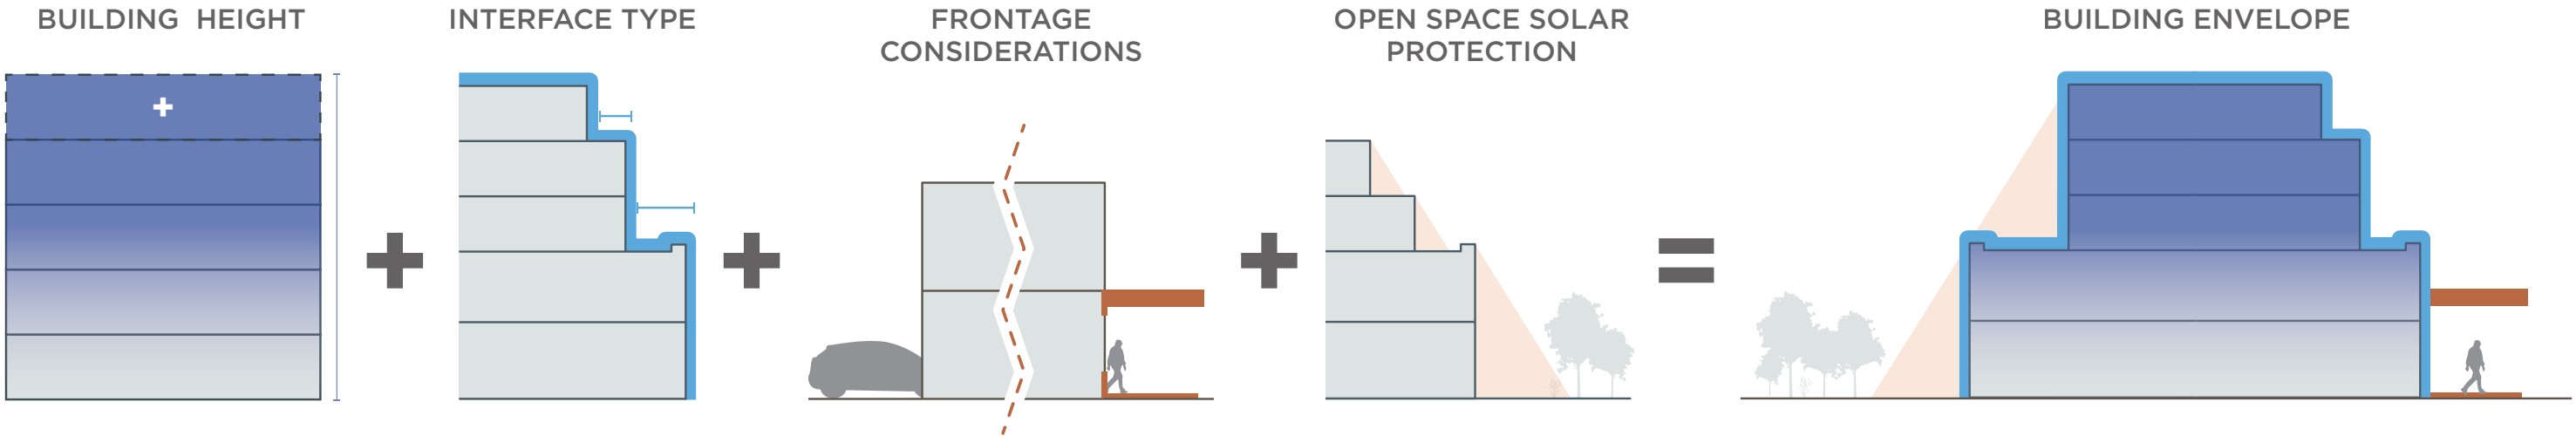 BUILDING HEIGHT
INTERFACE TYPE
FRONTAGE
CONSIDERATIONS
OPEN SPACE SOLAR
PROTECTION
BUILDING ENVELOPE